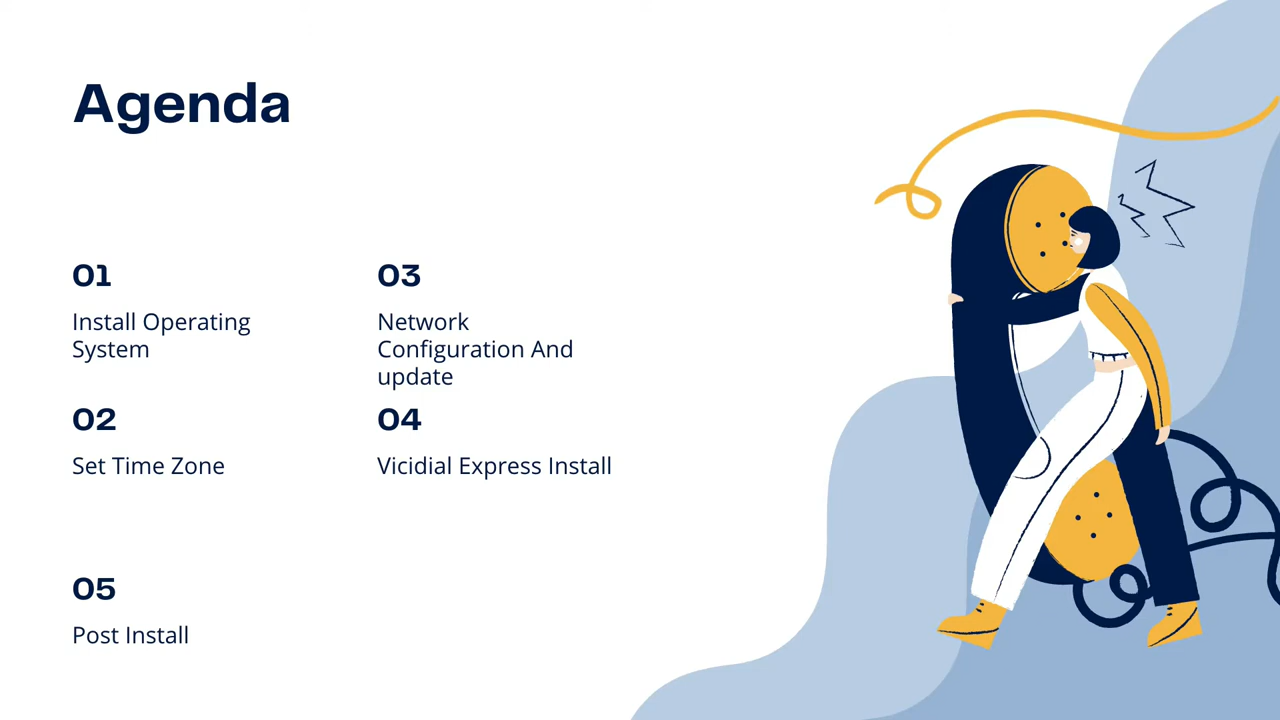 Agenda
01
Install Operating
System
02
Set Time Zone
03
Network
Configuration And
update
04
Vicidial Express Install
05
Post Install